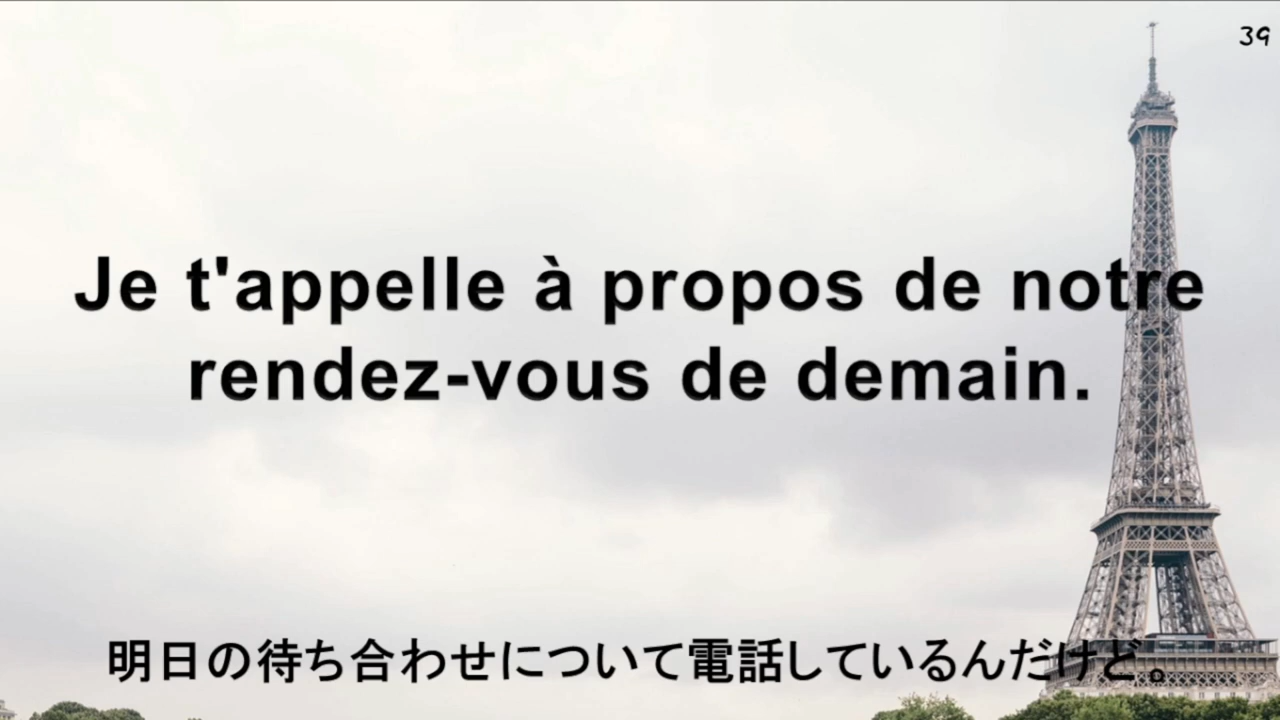 39
Je t'appelle à propos de notre
rendez-vous de demain.
明日の待ち合わせについて電話しているんだけど。